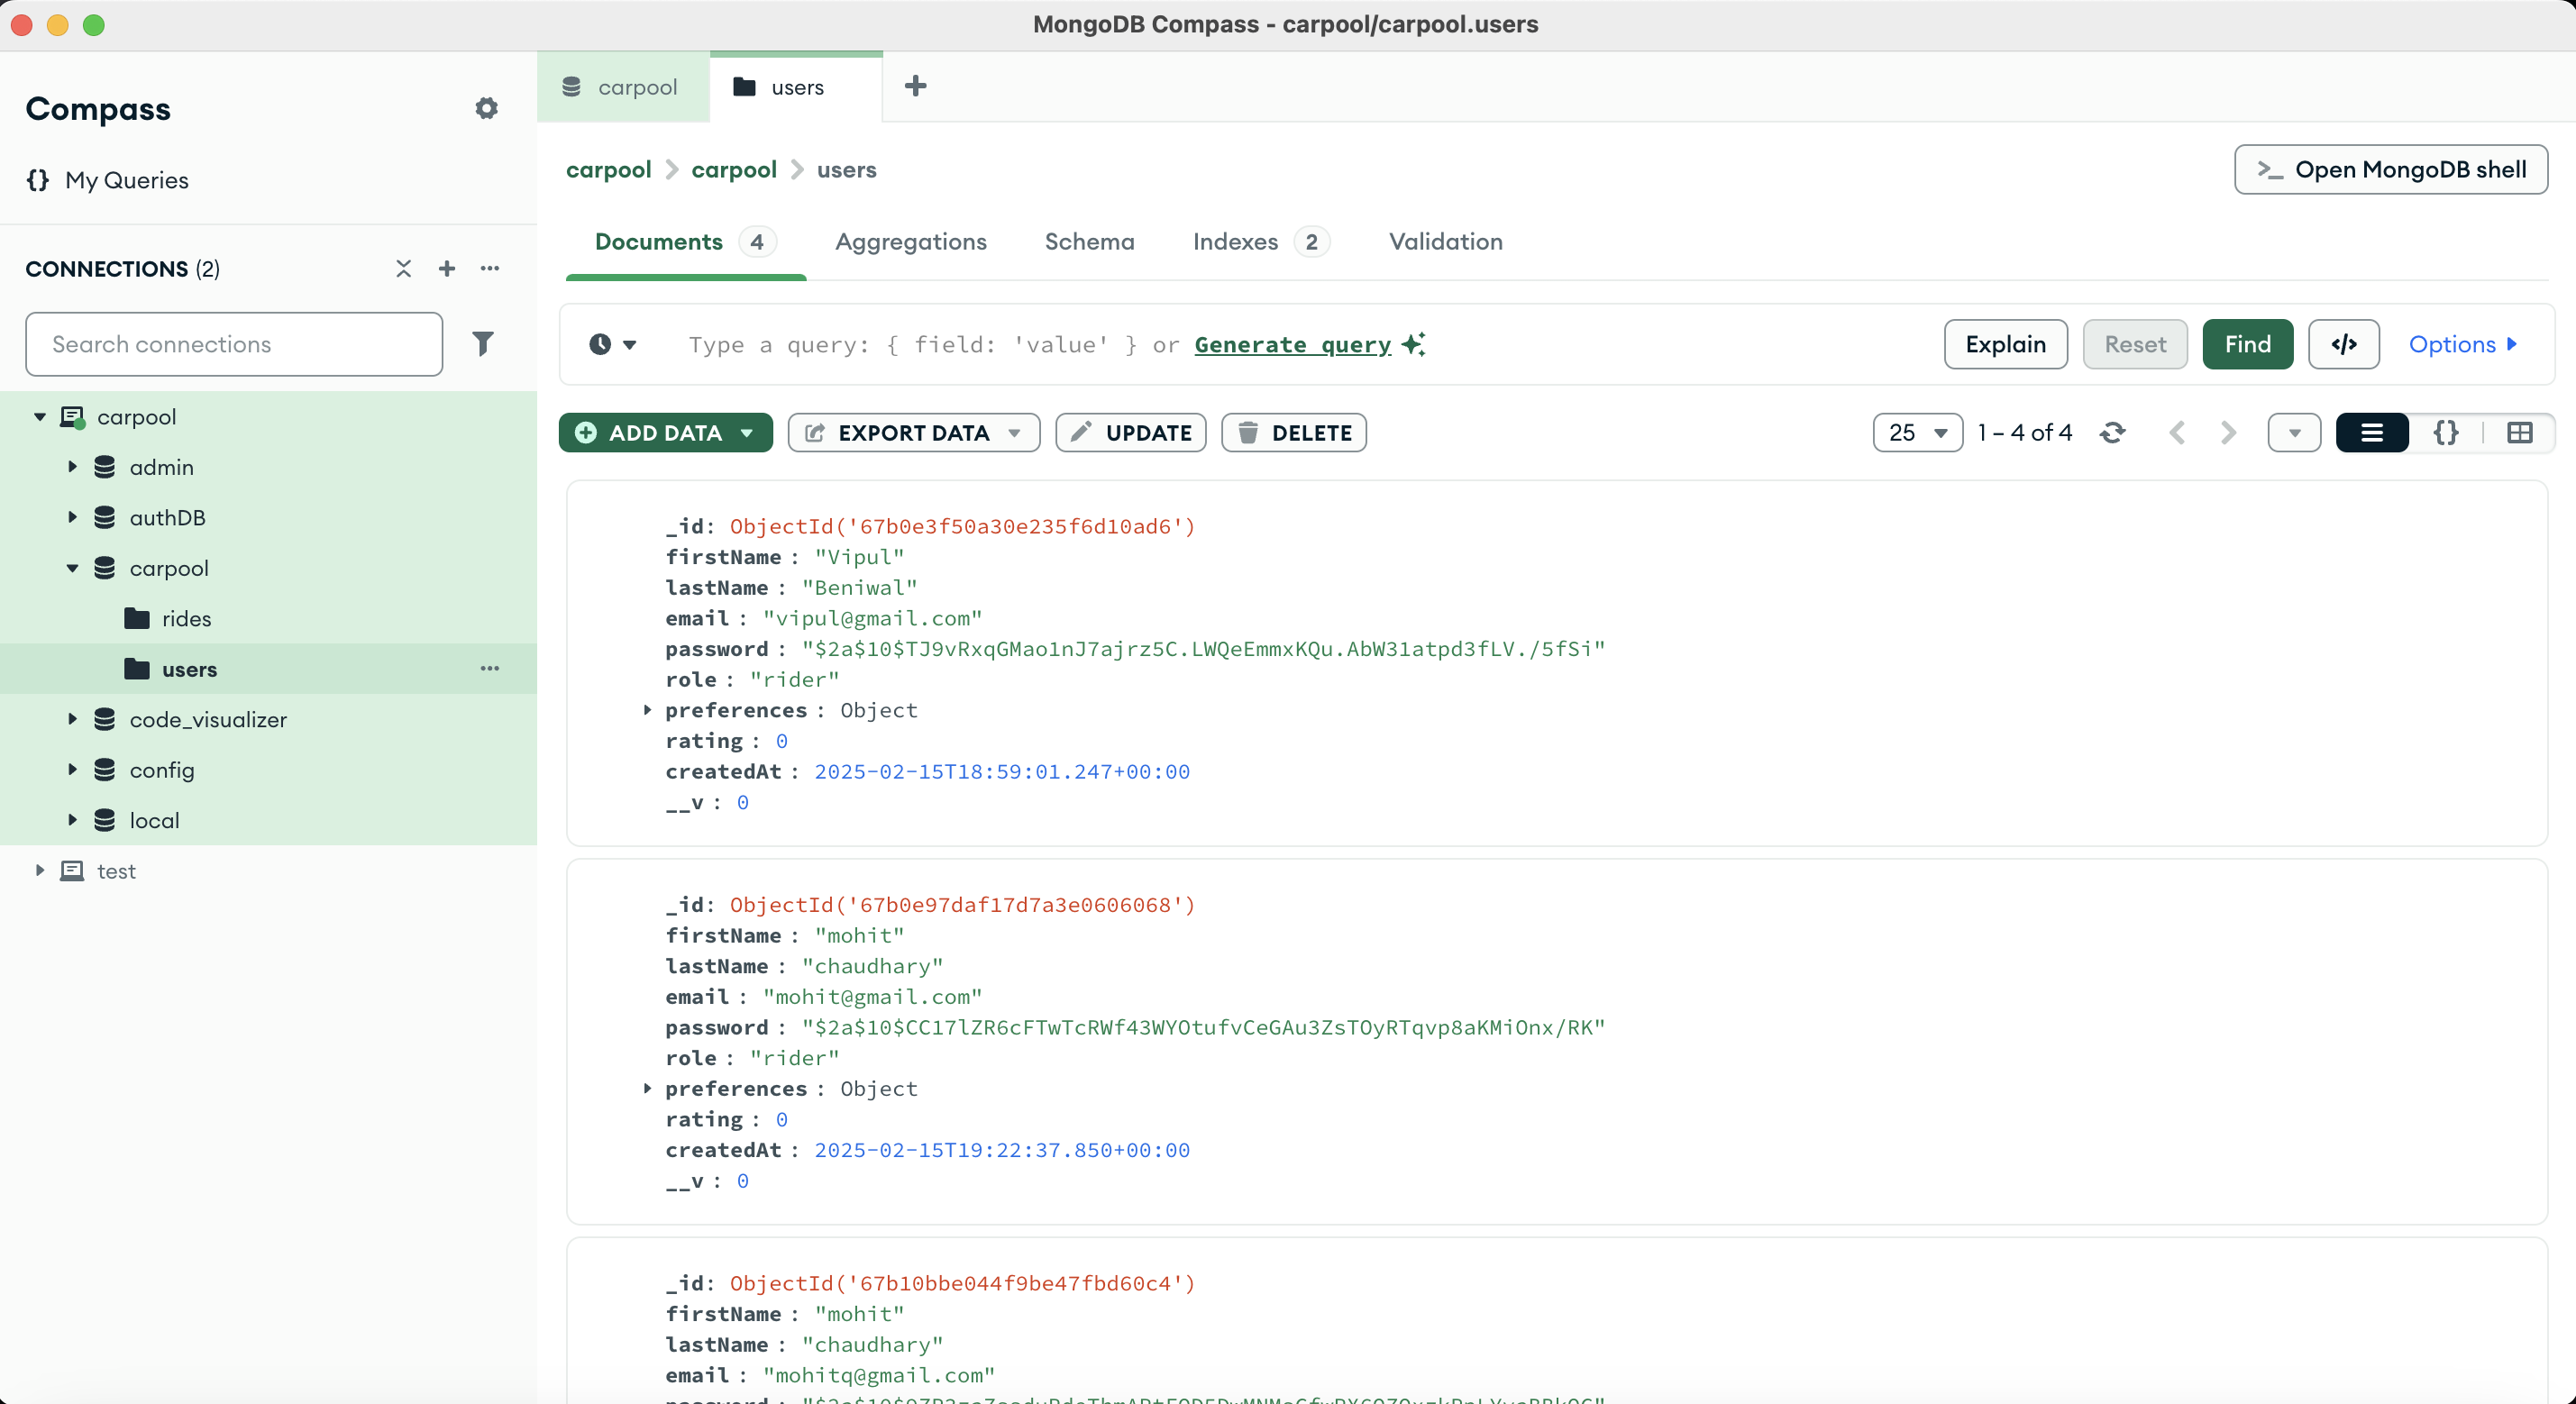 MongoDB Compass - carpool/carpool.users
Compass
My Queries
CONNECTIONS (2)
Search connections
carpool
admin
authDB
carpool
rides
users
code_visualizer
config
local
test
carpool
users
carpool > carpool > users
>_ Open MongoDB shell
Documents 4 Aggregations Schema Indexes 2 Validation
Type a query: { field: 'value' } or Generate query
Explain Reset Find </> Options
ADD DATA EXPORT DATA UPDATE DELETE
25 1 – 4 of 4 {}
_id: ObjectId('67b0e3f50a30e235f6d10ad6')
firstName : "Vipul"
lastName : "Beniwal"
email : "vipul@gmail.com"
password : "$2a$10$TJ9vRxqGMao1nJ7ajrz5C.LWQeEmmxKQu.AbW31atpd3fLV./5fSi"
role : "rider"
preferences : Object
rating : 0
createdAt : 2025-02-15T18:59:01.247+00:00
__v : 0
_id: ObjectId('67b0e97daf17d7a3e0606068')
firstName : "mohit"
lastName : "chaudhary"
email : "mohit@gmail.com"
password : "$2a$10$CC17lZR6cFTwTcRWf43WYOtufvCeGAu3ZsTOyRTqvp8aKMiOnx/RK"
role : "rider"
preferences : Object
rating : 0
createdAt : 2025-02-15T19:22:37.850+00:00
__v : 0
_id: ObjectId('67b10bbe044f9be47fbd60c4')
firstName : "mohit"
lastName : "chaudhary"
email : "mohitq@gmail.com"